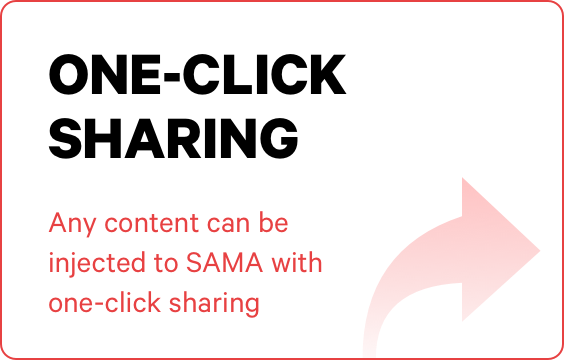 ONE-CLICK
SHARING
Any content can be
injected to SAMA with
one-click sharing